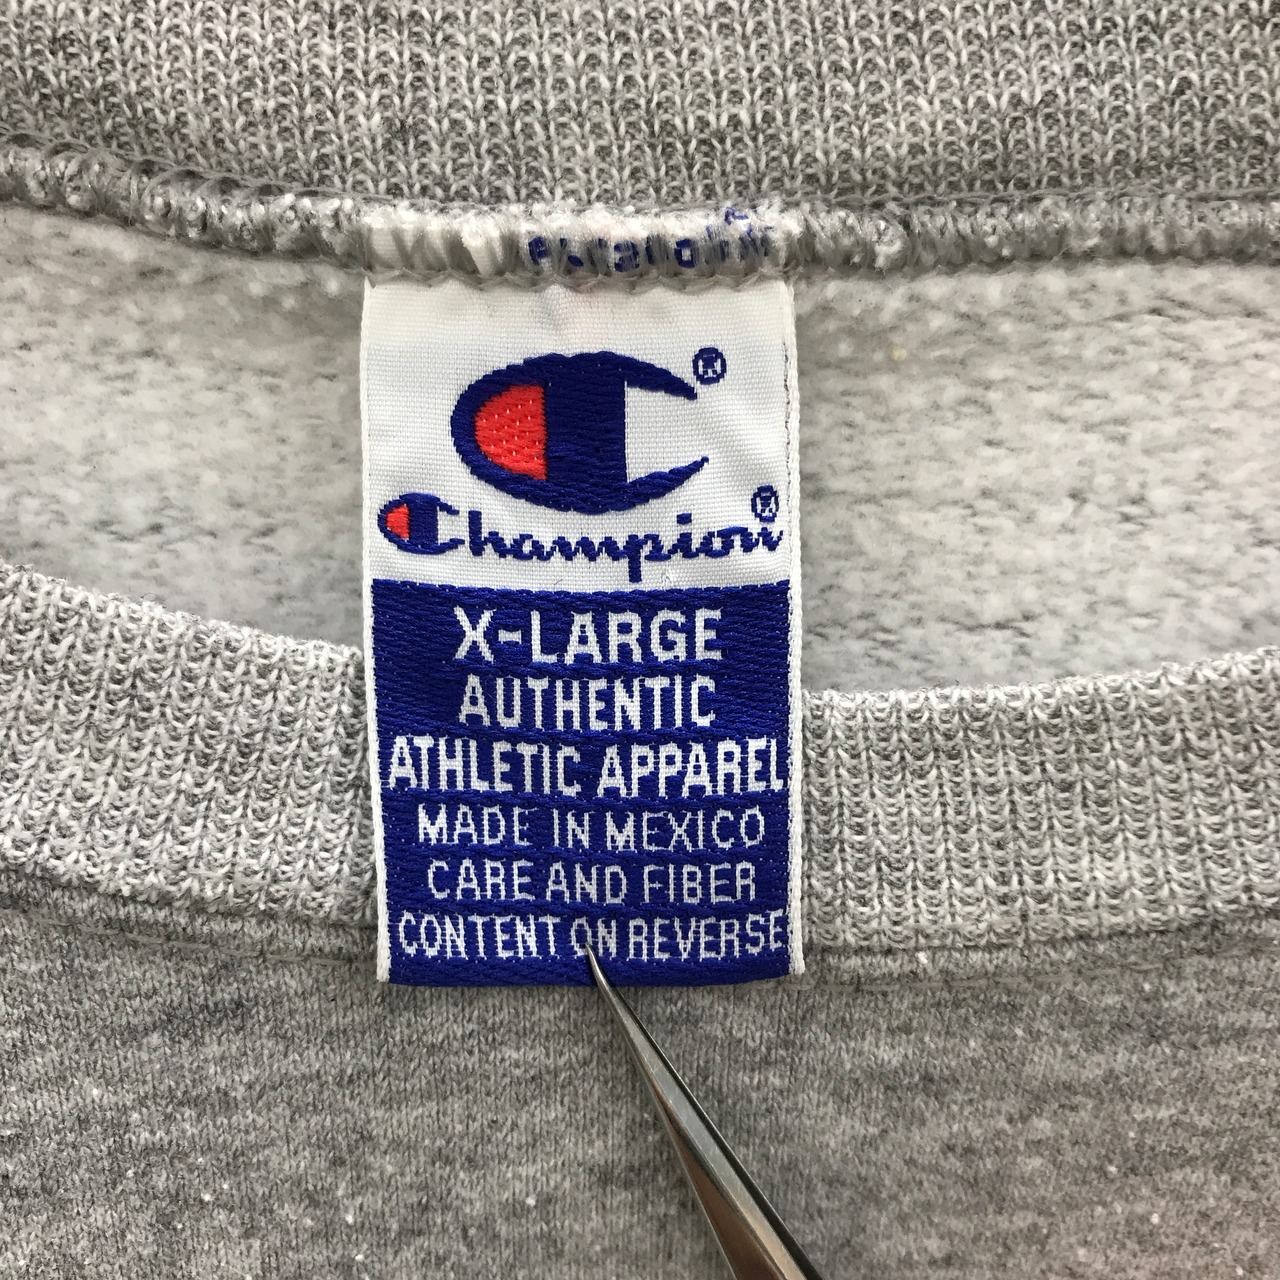 Champion®
X-LARGE
AUTHENTIC
ATHLETIC APPAREL
MADE IN MEXICO
CARE AND FIBER
CONTENT ON REVERSE